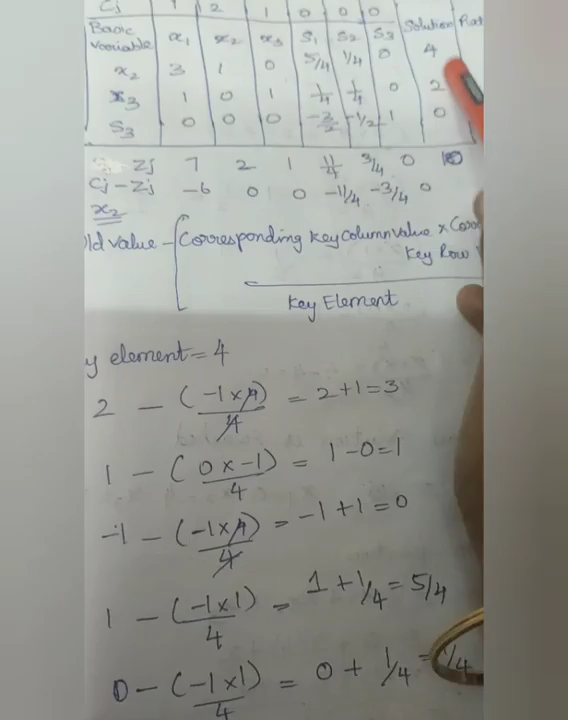 Cj 1 2 1 0 0 0
Basic Variable x1 x2 x3 S1 S2 S3 Solution Rat
x2 3 1 0 5/4 1/4 0 4
x3 1 0 1 1/4 1/4 0 2
S3 0 0 0 -3/2 -1/2 1 0
Zj 7 2 1 11/4 3/4 0 10
Cj-Zj -6 0 0 -11/4 -3/4 0
x2
ld value - [Corresponding key column value x Corr
Key Row
Key Element
y element = 4
2 - (-1x4)/4 = 2+1=3
1 - (0x-1)/4 = 1-0=1
-1 - (-1x4)/4 = -1+1=0
1 - (-1x1)/4 = 1+1/4=5/4
0 - (-1x1)/4 = 0+1/4=1/4